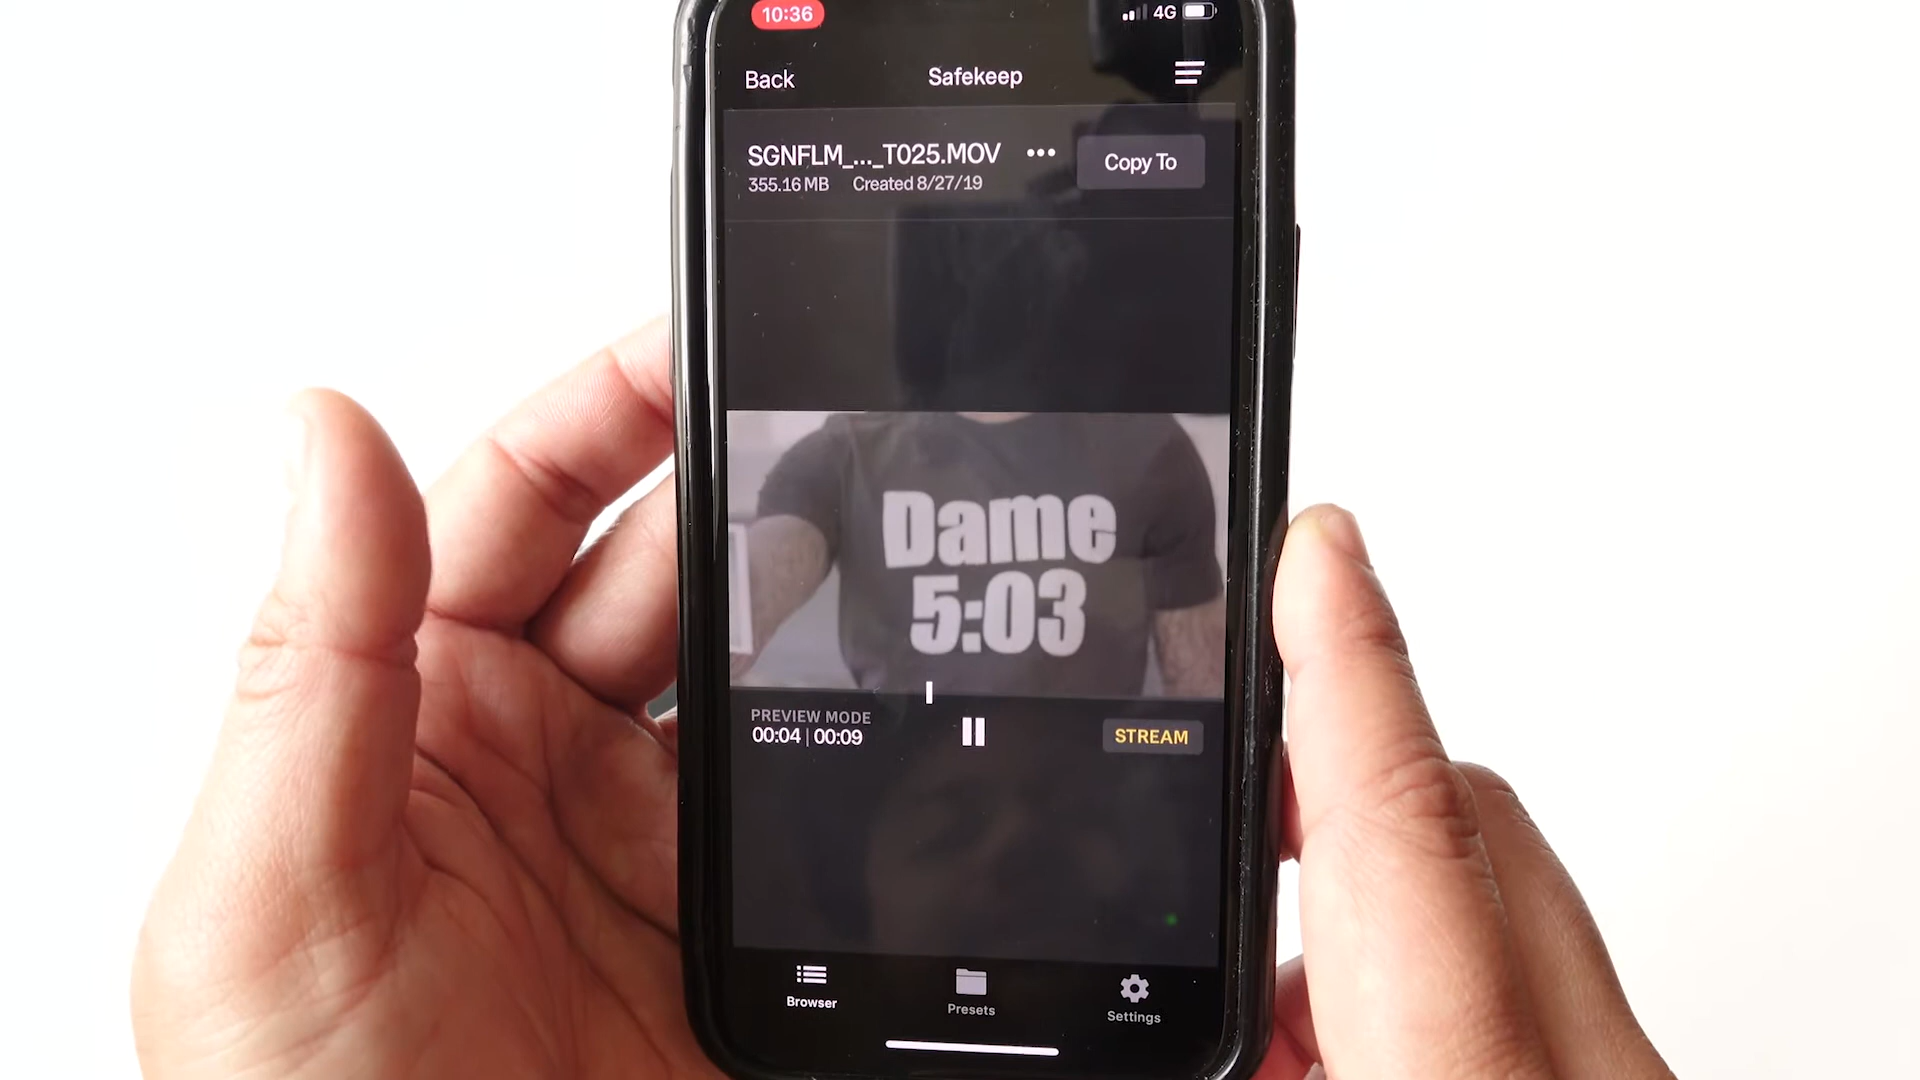 10:36
4G
Back
Safekeep
SGNFLM_..._T025.MOV
Copy To
355.16 MB Created 8/27/19
Dame
5:03
PREVIEW MODE
00:04 | 00:09
STREAM
Browser
Presets
Settings